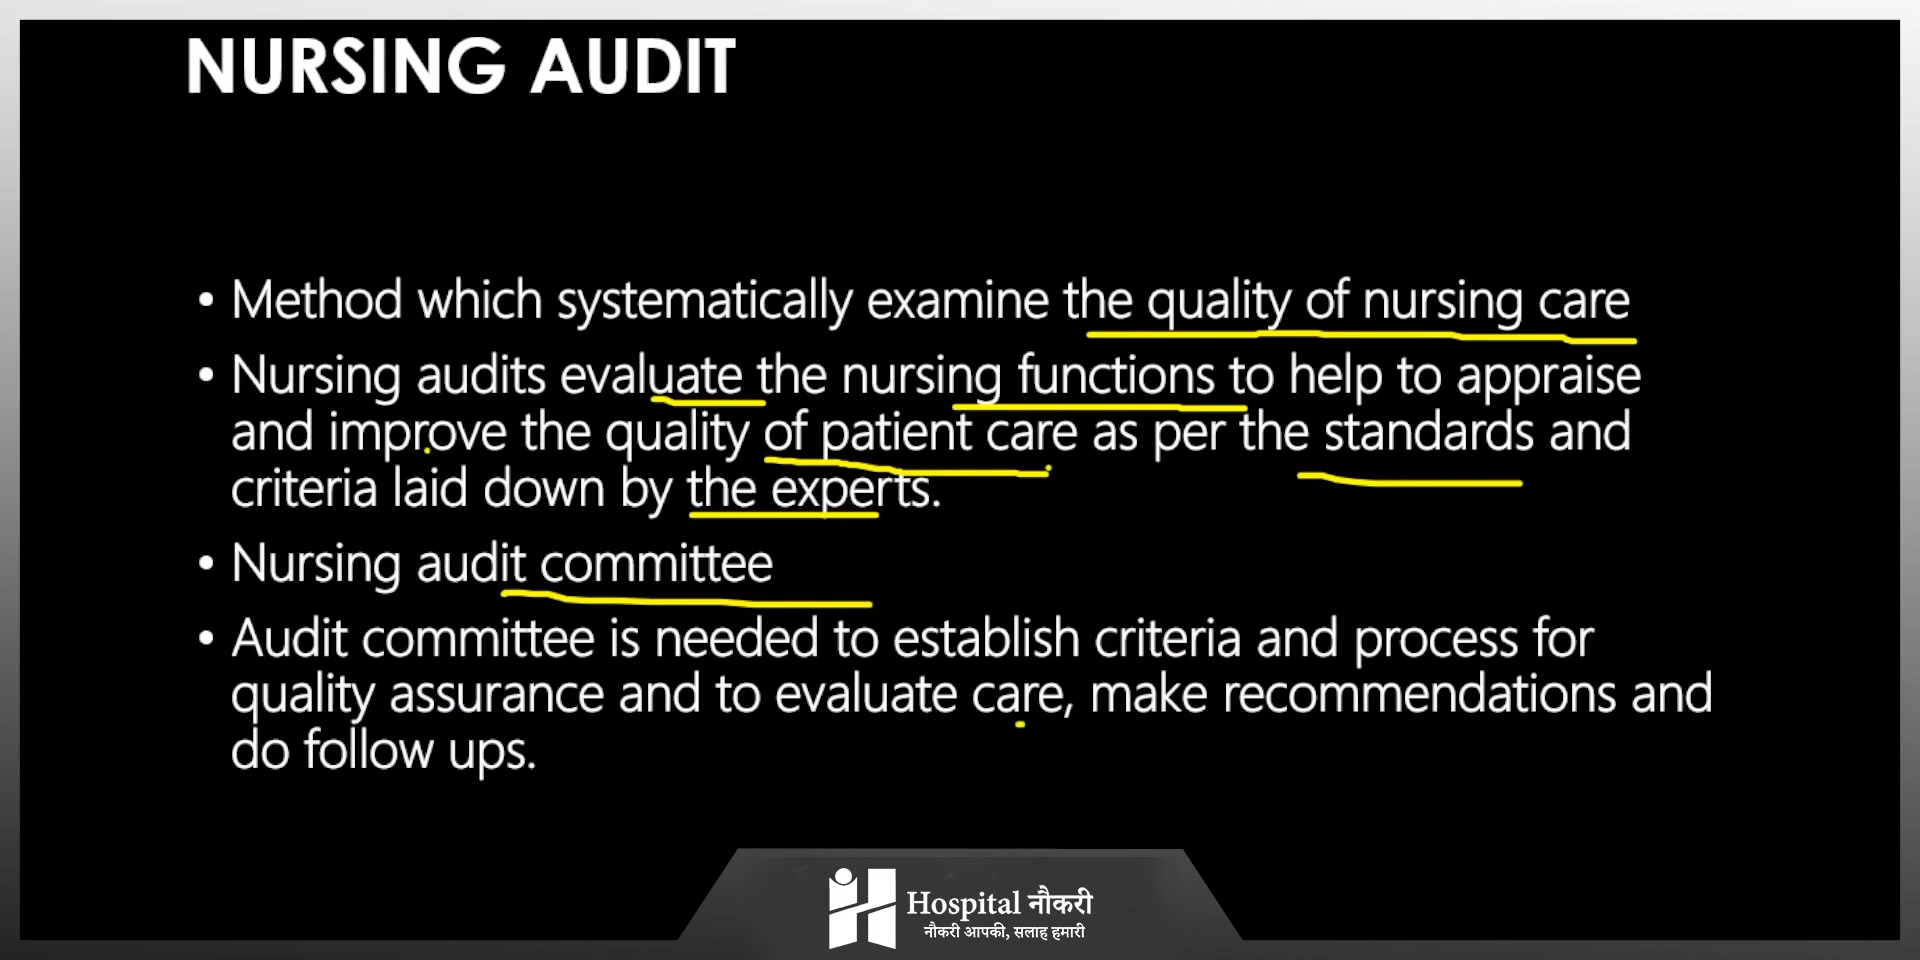 NURSING AUDIT
• Method which systematically examine the quality of nursing care
• Nursing audits evaluate the nursing functions to help to appraise
and improve the quality of patient care as per the standards and
criteria laid down by the experts.
• Nursing audit committee
• Audit committee is needed to establish criteria and process for
quality assurance and to evaluate care, make recommendations and
do follow ups.
Hospital नौकरी
नौकरी आपकी, सलाह हमारी